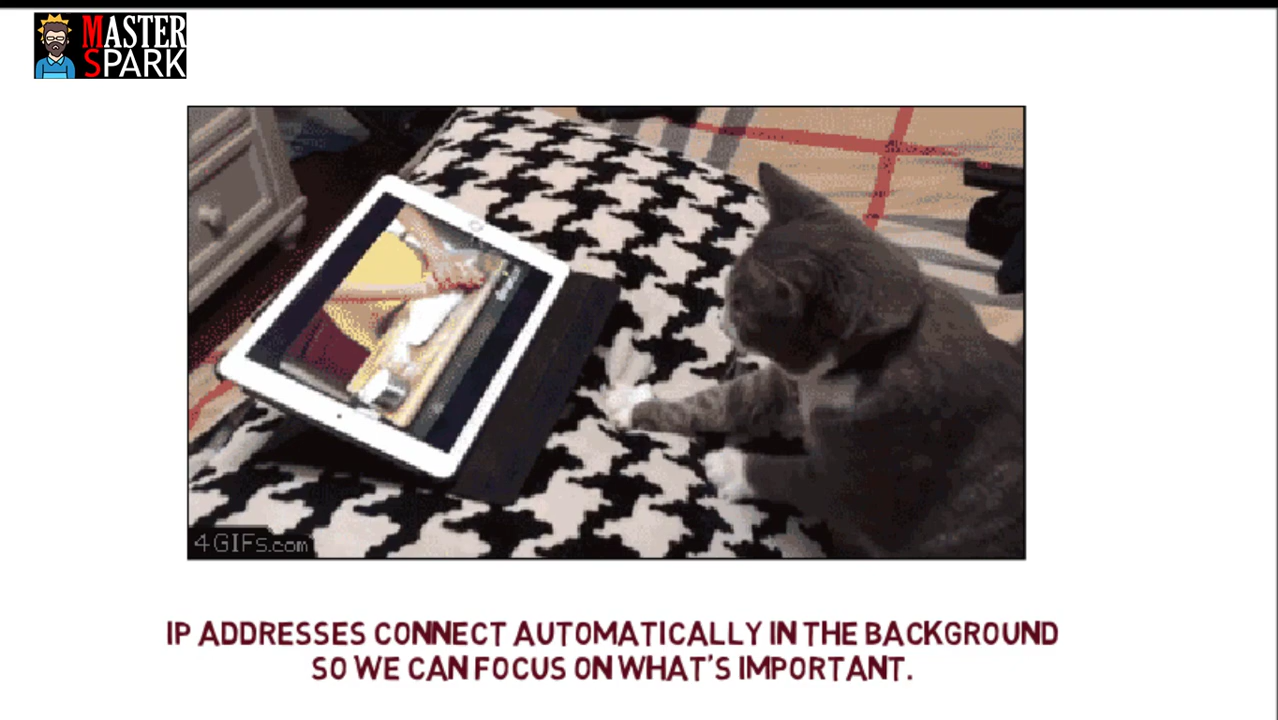 MASTER
SPARK
4GIFs.com
IP ADDRESSES CONNECT AUTOMATICALLY IN THE BACKGROUND
SO WE CAN FOCUS ON WHAT'S IMPORTANT.